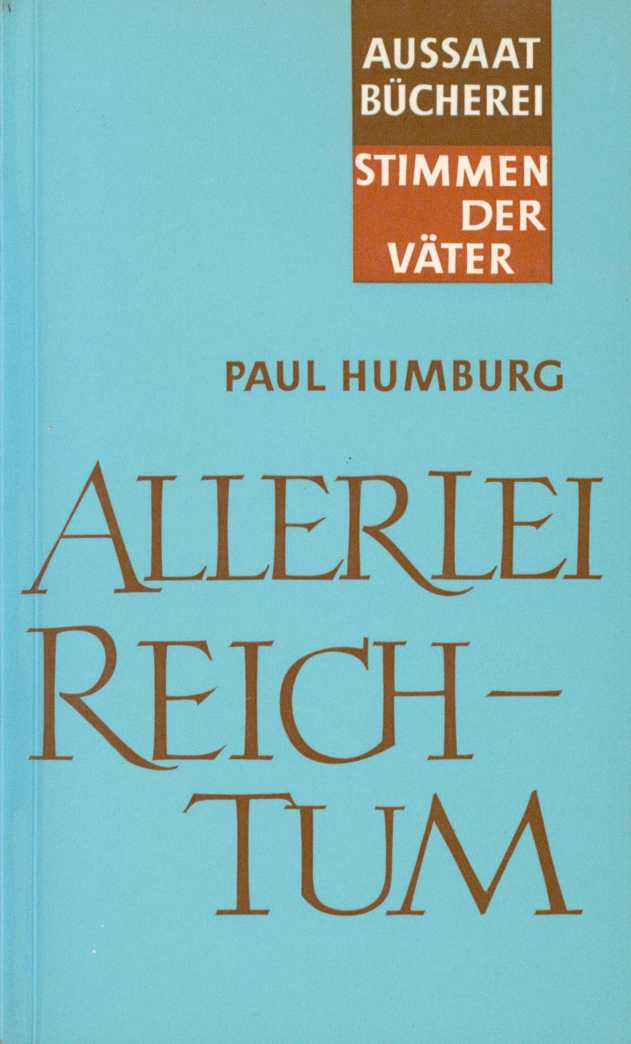 AUSSAAT
BÜCHEREI
STIMMEN
DER
VÄTER
PAUL HUMBURG
ALLERLEI
REICH-
TUM